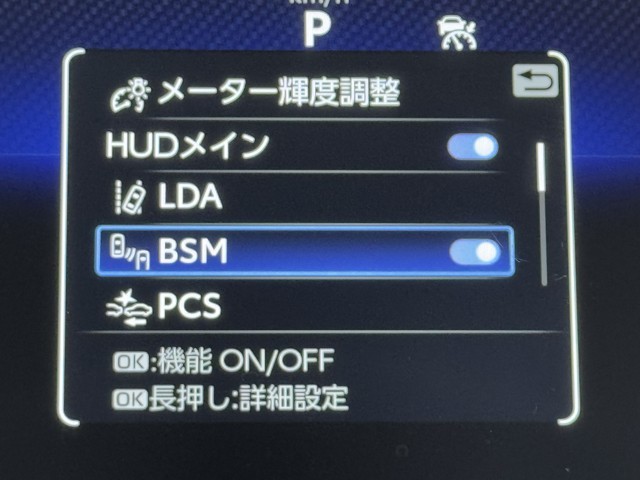 km/h
P
メーター輝度調整
HUDメイン
LDA
BSM
PCS
OK:機能 ON/OFF
OK長押し:詳細設定